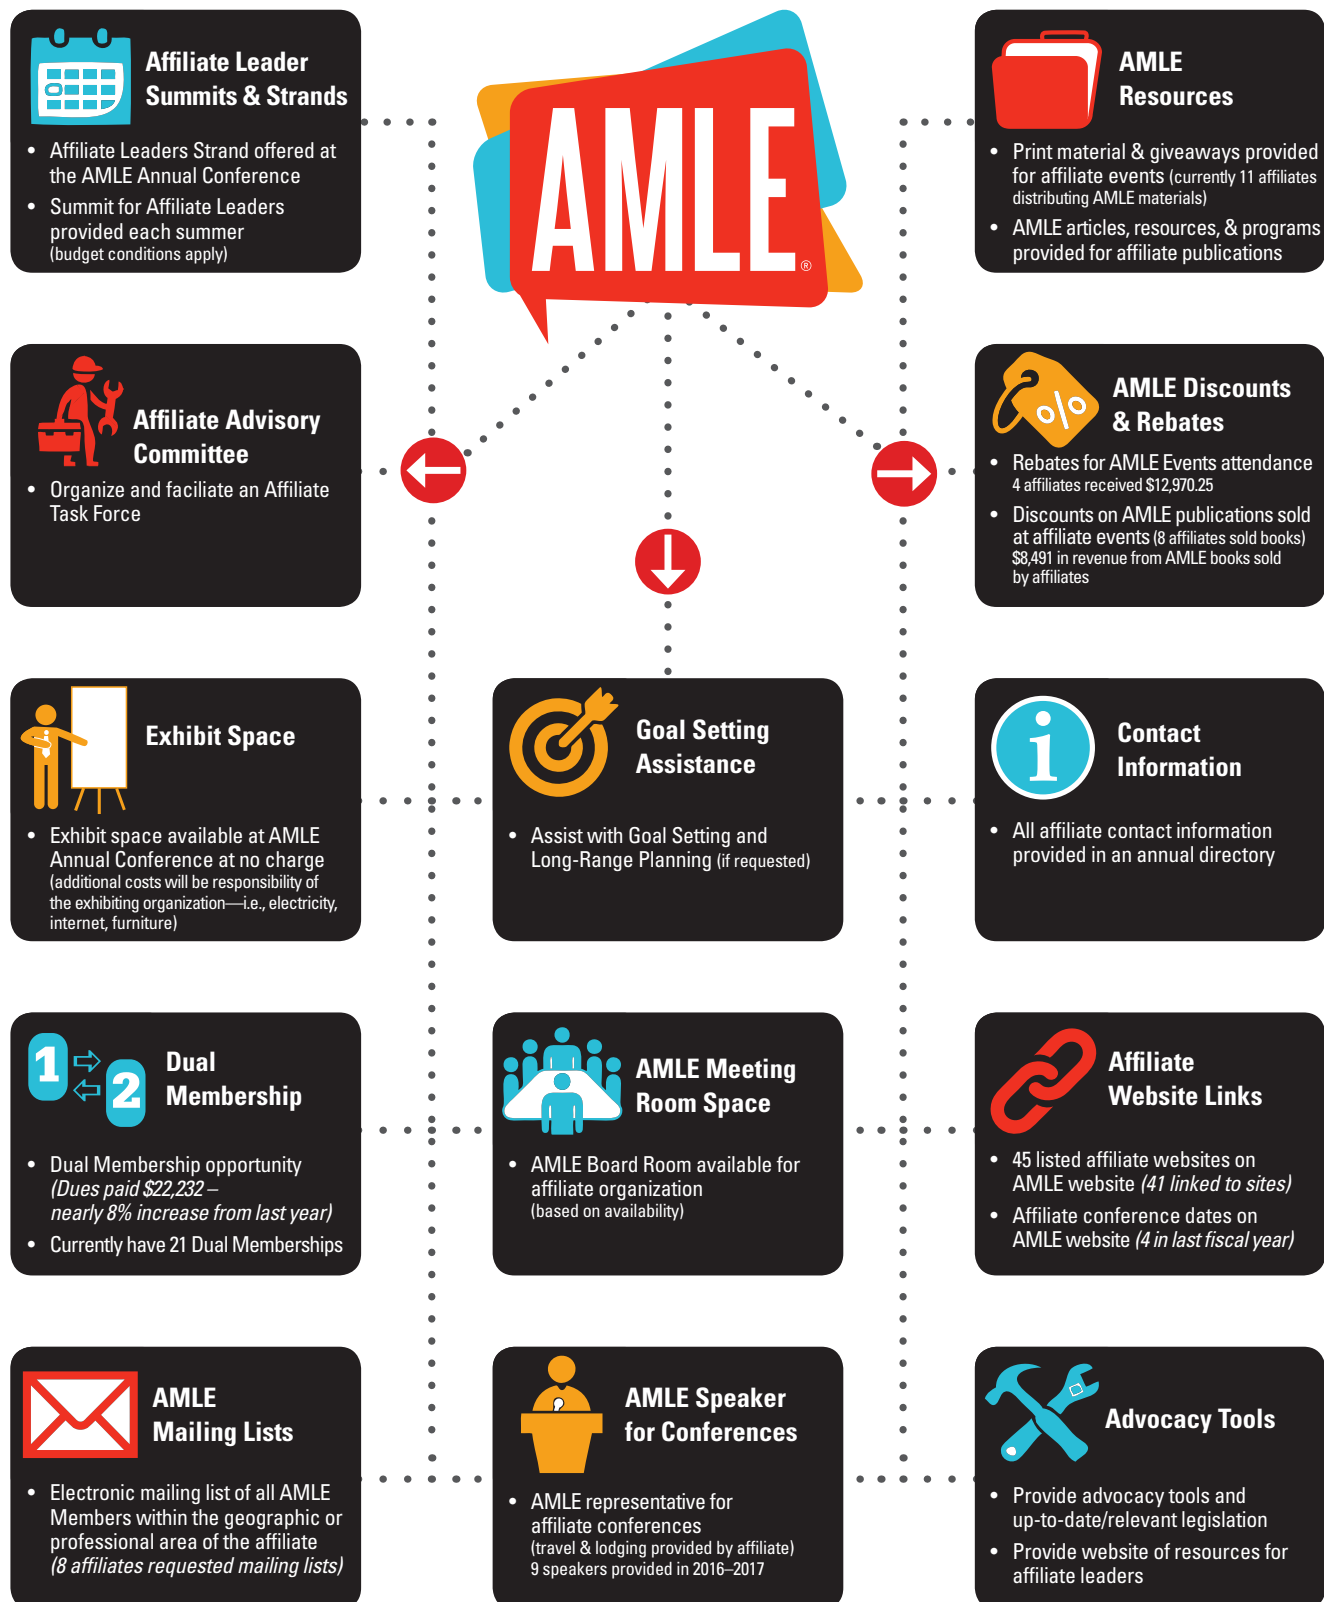 Affiliate Leader
Summits & Strands
• Affiliate Leaders Strand offered at
the AMLE Annual Conference
• Summit for Affiliate Leaders
provided each summer
(budget conditions apply)
AMLE®
AMLE
Resources
• Print material & giveaways provided
for affiliate events (currently 11 affiliates
distributing AMLE materials)
• AMLE articles, resources, & programs
provided for affiliate publications
Affiliate Advisory
Committee
• Organize and faciliate an Affiliate
Task Force
%
AMLE Discounts
& Rebates
• Rebates for AMLE Events attendance
4 affiliates received $12,970.25
• Discounts on AMLE publications sold
at affiliate events (8 affiliates sold books)
$8,491 in revenue from AMLE books sold
by affiliates
Exhibit Space
• Exhibit space available at AMLE
Annual Conference at no charge
(additional costs will be responsibility of
the exhibiting organization—i.e., electricity,
internet, furniture)
Goal Setting
Assistance
• Assist with Goal Setting and
Long-Range Planning (if requested)
i
Contact
Information
• All affiliate contact information
provided in an annual directory
1
2
Dual
Membership
• Dual Membership opportunity
(Dues paid $22,232 –
nearly 8% increase from last year)
• Currently have 21 Dual Memberships
AMLE Meeting
Room Space
• AMLE Board Room available for
affiliate organization
(based on availability)
Affiliate
Website Links
• 45 listed affiliate websites on
AMLE website (41 linked to sites)
• Affiliate conference dates on
AMLE website (4 in last fiscal year)
AMLE
Mailing Lists
• Electronic mailing list of all AMLE
Members within the geographic or
professional area of the affiliate
(8 affiliates requested mailing lists)
AMLE Speaker
for Conferences
• AMLE representative for
affiliate conferences
(travel & lodging provided by affiliate)
9 speakers provided in 2016–2017
Advocacy Tools
• Provide advocacy tools and
up-to-date/relevant legislation
• Provide website of resources for
affiliate leaders